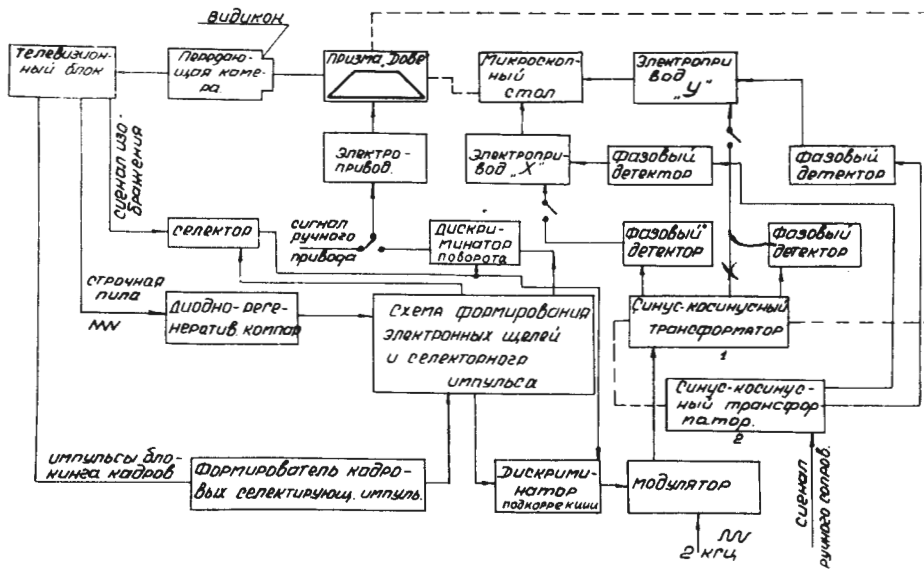 видикон
Телевизион-
ный блок
Передаю-
щая каме-
ра.
Призма „Дове"
Микроскоп-
ный
стол
Электропри
вод
„У"
Электро-
привод.
Электропри-
вод „Х"
Фазовый
детектор
Фазовый
детектор
сигнал изо-
бражения
селектор
сигнал
ручного
привода
Дискри-
минатор
поворота
Фазовый
детектор
Фазовый
детектор
строчная
пила
Диодно-реге-
нератив компар.
Схема формирования
электронных щелей
и селекторного
импульса
Синус-косинусный
трансформатор
1
Синус-косинус-
ный трансфор
матор.
2
импульсы бло-
кинга кадров
Формирователь кадро-
вых селектирующ. импуль.
Дискрими-
натор
подкоррекции
Модулятор
2 кгц
Сигнал
ручного сопров.